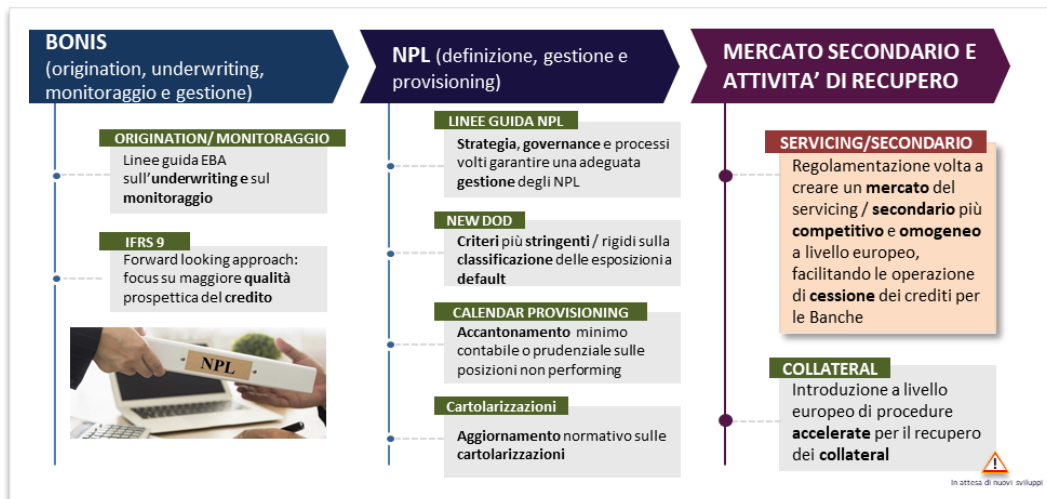 BONIS
(origination, underwriting,
monitoraggio e gestione)
ORIGINATION/ MONITORAGGIO
Linee guida EBA
sull’underwriting e sul
monitoraggio
IFRS 9
Forward looking approach:
focus su maggiore qualità
prospettica del credito
NPL
NPL (definizione, gestione e
provisioning)
LINEE GUIDA NPL
Strategia, governance e processi
volti garantire una adeguata
gestione degli NPL
NEW DOD
Criteri più stringenti / rigidi sulla
classificazione delle esposizioni a
default
CALENDAR PROVISIONING
Accantonamento minimo
contabile o prudenziale sulle
posizioni non performing
Cartolarizzazioni
Aggiornamento normativo sulle
cartolarizzazioni
MERCATO SECONDARIO E
ATTIVITA’ DI RECUPERO
SERVICING/SECONDARIO
Regolamentazione volta a
creare un mercato del
servicing / secondario più
competitivo e omogeneo
a livello europeo,
facilitando le operazione
di cessione dei crediti per
le Banche
COLLATERAL
Introduzione a livello
europeo di procedure
accelerate per il recupero
dei collateral
!
In attesa di nuovi sviluppi